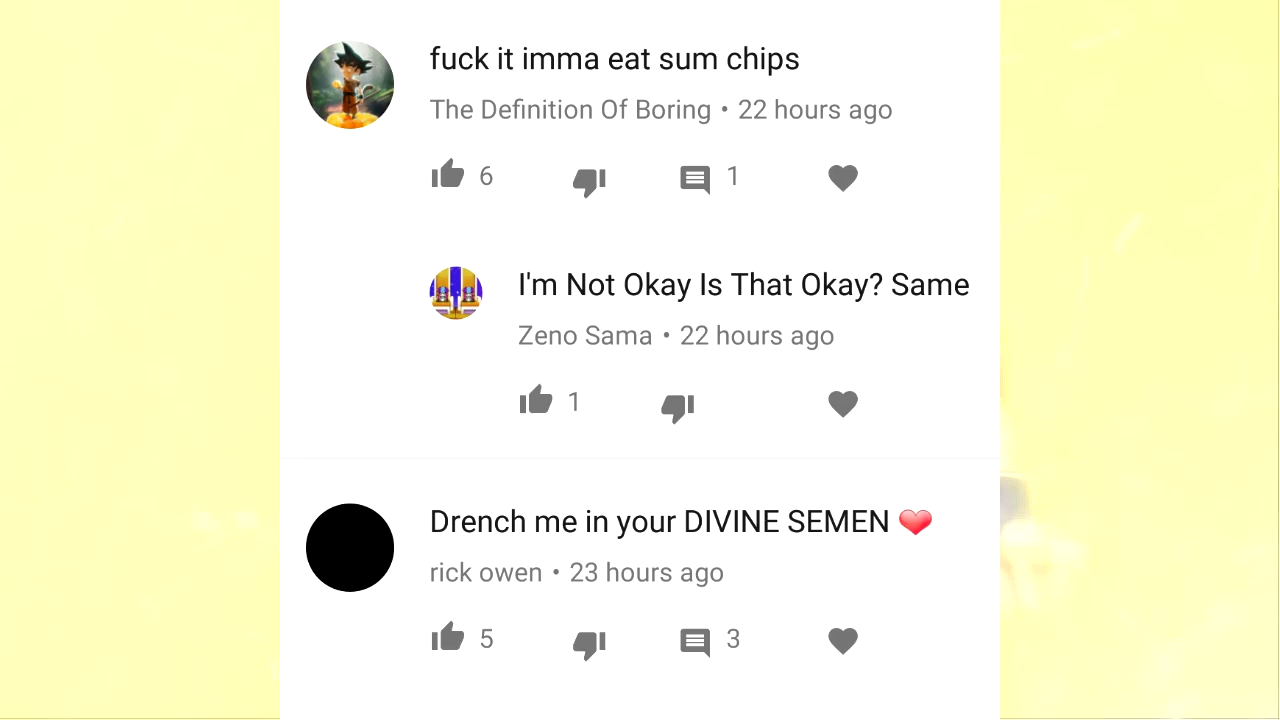 fuck it imma eat sum chips
The Definition Of Boring • 22 hours ago
6 1
I'm Not Okay Is That Okay? Same
Zeno Sama • 22 hours ago
1
Drench me in your DIVINE SEMEN ❤
rick owen • 23 hours ago
5 3